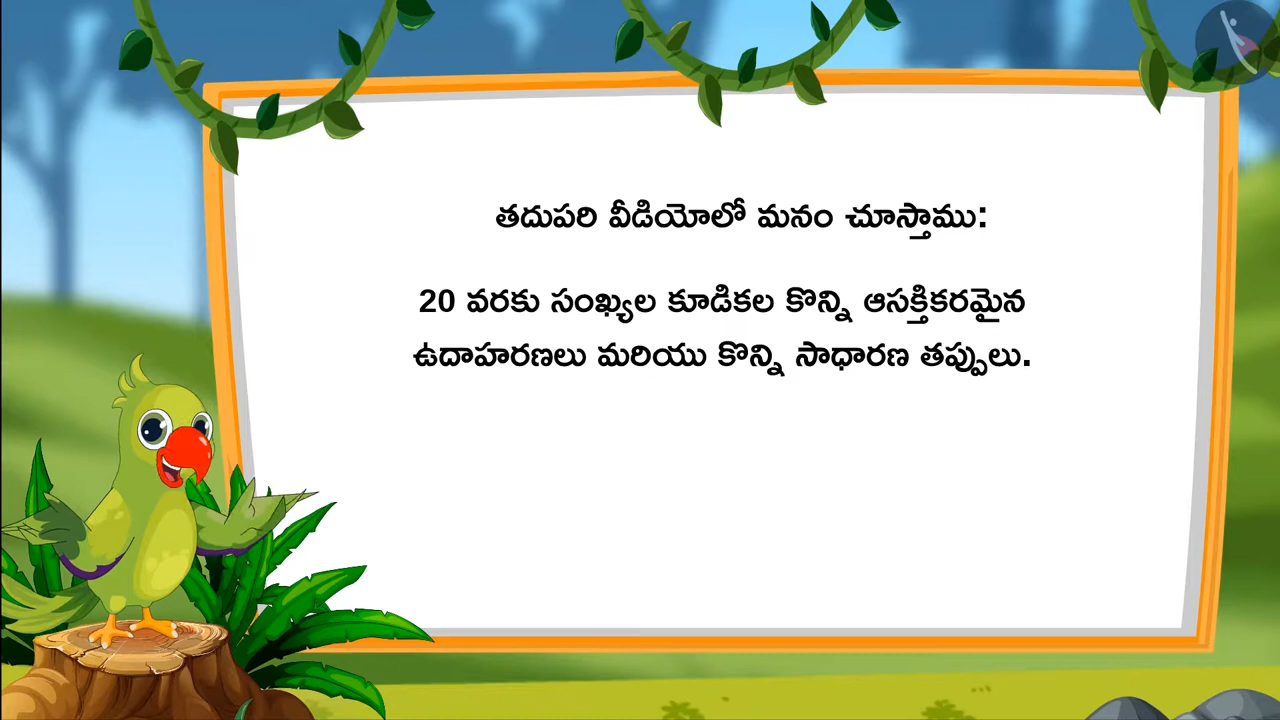 తదుపరి వీడియోలో మనం చూస్తాము:
20 వరకు సంఖ్యల కూడికల కొన్ని ఆసక్తికరమైన
ఉదాహరణలు మరియు కొన్ని సాధారణ తప్పులు.